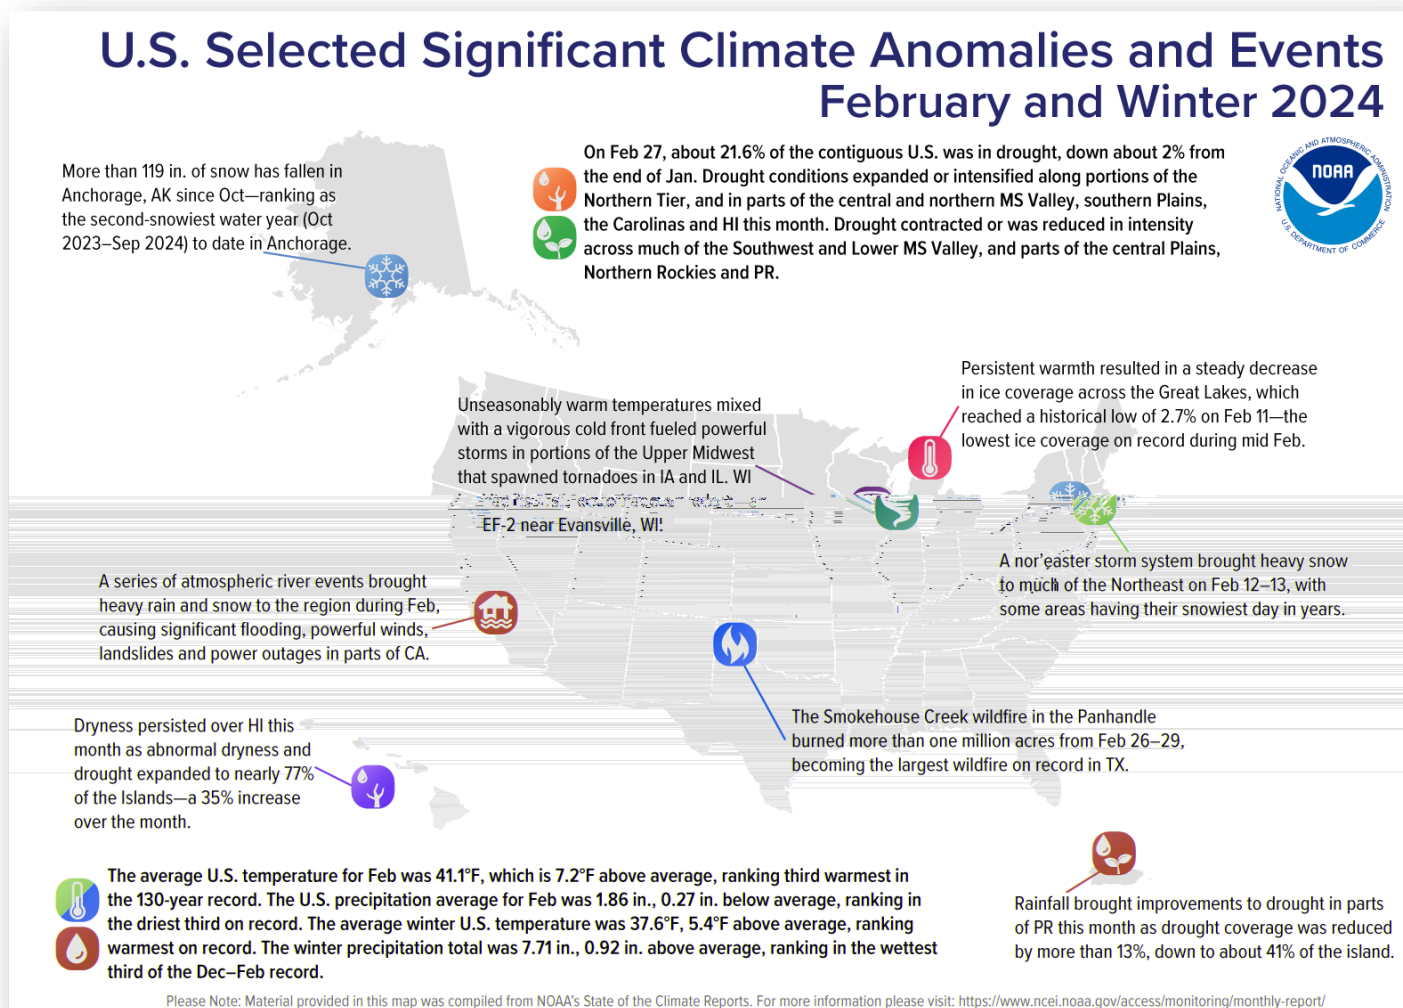 U.S. Selected Significant Climate Anomalies and Events
February and Winter 2024
More than 119 in. of snow has fallen in
Anchorage, AK since Oct—ranking as
the second-snowiest water year (Oct
2023–Sep 2024) to date in Anchorage.
On Feb 27, about 21.6% of the contiguous U.S. was in drought, down about 2% from
the end of Jan. Drought conditions expanded or intensified along portions of the
Northern Tier, and in parts of the central and northern MS Valley, southern Plains,
the Carolinas and HI this month. Drought contracted or was reduced in intensity
across much of the Southwest and Lower MS Valley, and parts of the central Plains,
Northern Rockies and PR.
NATIONAL OCEANIC AND ATMOSPHERIC ADMINISTRATION
NOAA
U.S. DEPARTMENT OF COMMERCE
Persistent warmth resulted in a steady decrease
in ice coverage across the Great Lakes, which
reached a historical low of 2.7% on Feb 11—the
lowest ice coverage on record during mid Feb.
Unseasonably warm temperatures mixed
with a vigorous cold front fueled powerful
storms in portions of the Upper Midwest
that spawned tornadoes in IA and IL. WI
EF-2 near Evansville, WI!
A nor'easter storm system brought heavy snow
to much of the Northeast on Feb 12–13, with
some areas having their snowiest day in years.
A series of atmospheric river events brought
heavy rain and snow to the region during Feb,
causing significant flooding, powerful winds,
landslides and power outages in parts of CA.
The Smokehouse Creek wildfire in the Panhandle
burned more than one million acres from Feb 26–29,
becoming the largest wildfire on record in TX.
Dryness persisted over HI this
month as abnormal dryness and
drought expanded to nearly 77%
of the Islands—a 35% increase
over the month.
The average U.S. temperature for Feb was 41.1°F, which is 7.2°F above average, ranking third warmest in
the 130-year record. The U.S. precipitation average for Feb was 1.86 in., 0.27 in. below average, ranking in
the driest third on record. The average winter U.S. temperature was 37.6°F, 5.4°F above average, ranking
warmest on record. The winter precipitation total was 7.71 in., 0.92 in. above average, ranking in the wettest
third of the Dec–Feb record.
Rainfall brought improvements to drought in parts
of PR this month as drought coverage was reduced
by more than 13%, down to about 41% of the island.
Please Note: Material provided in this map was compiled from NOAA's State of the Climate Reports. For more information please visit: https://www.ncei.noaa.gov/access/monitoring/monthly-report/